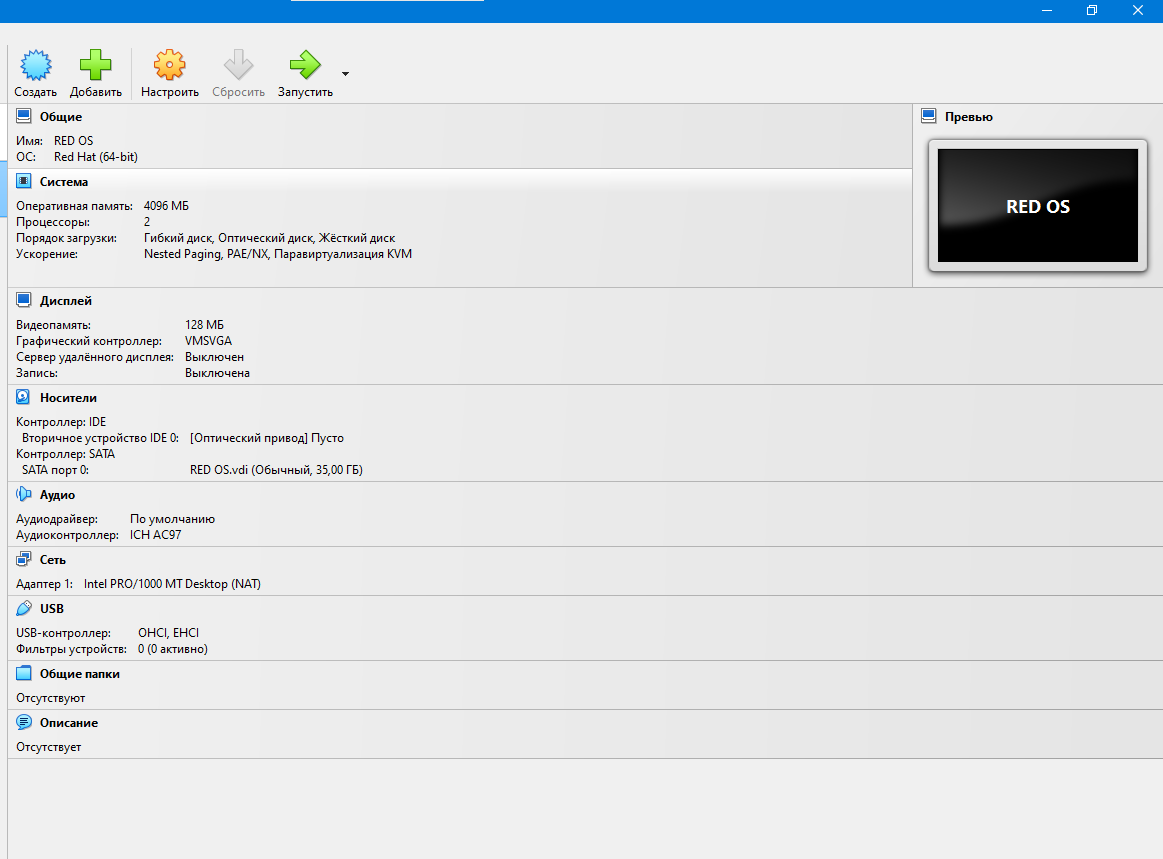 Создать Добавить Настроить Сбросить Запустить
Общие
Имя: RED OS
ОС: Red Hat (64-bit)
Превью
RED OS
Система
Оперативная память: 4096 МБ
Процессоры: 2
Порядок загрузки: Гибкий диск, Оптический диск, Жёсткий диск
Ускорение: Nested Paging, PAE/NX, Паравиртуализация KVM
Дисплей
Видеопамять: 128 МБ
Графический контроллер: VMSVGA
Сервер удалённого дисплея: Выключен
Запись: Выключена
Носители
Контроллер: IDE
Вторичное устройство IDE 0: [Оптический привод] Пусто
Контроллер: SATA
SATA порт 0: RED OS.vdi (Обычный, 35,00 ГБ)
Аудио
Аудиодрайвер: По умолчанию
Аудиоконтроллер: ICH AC97
Сеть
Адаптер 1: Intel PRO/1000 MT Desktop (NAT)
USB
USB-контроллер: OHCI, EHCI
Фильтры устройств: 0 (0 активно)
Общие папки
Отсутствуют
Описание
Отсутствует